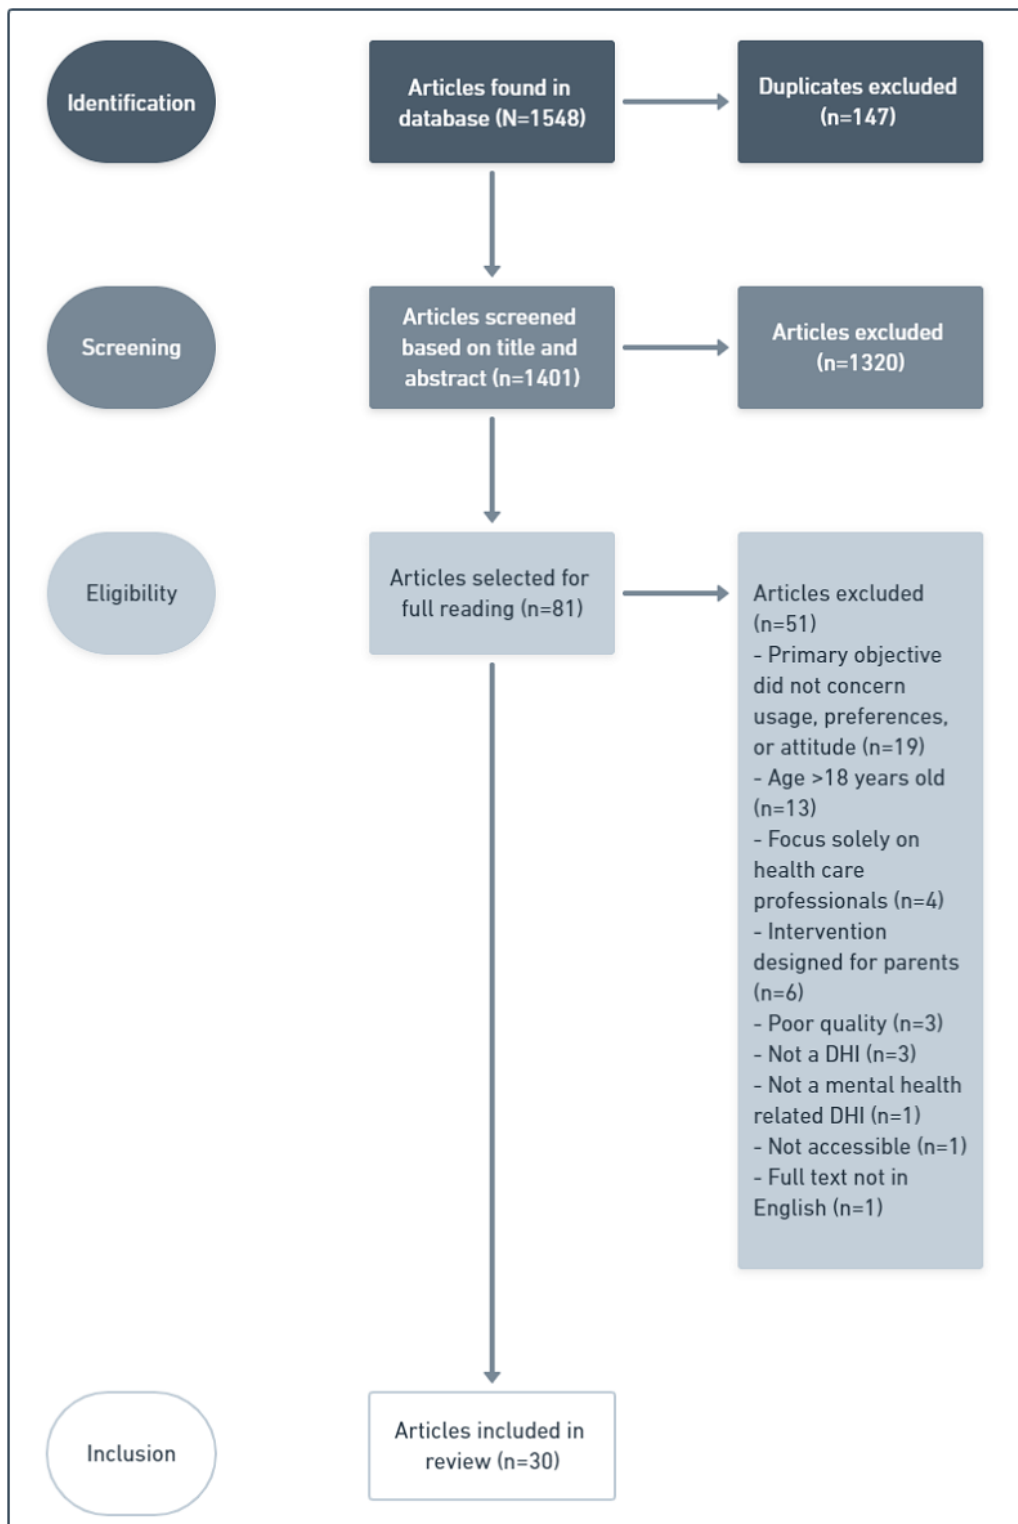 Identification
Articles found in
database (N=1548)
Duplicates excluded
(n=147)
Screening
Articles screened
based on title and
abstract (n=1401)
Articles excluded
(n=1320)
Eligibility
Articles selected for
full reading (n=81)
Articles excluded
(n=51)
- Primary objective
did not concern
usage, preferences,
or attitude (n=19)
- Age >18 years old
(n=13)
- Focus solely on
health care
professionals (n=4)
- Intervention
designed for parents
(n=6)
- Poor quality (n=3)
- Not a DHI (n=3)
- Not a mental health
related DHI (n=1)
- Not accessible (n=1)
- Full text not in
English (n=1)
Inclusion
Articles included in
review (n=30)